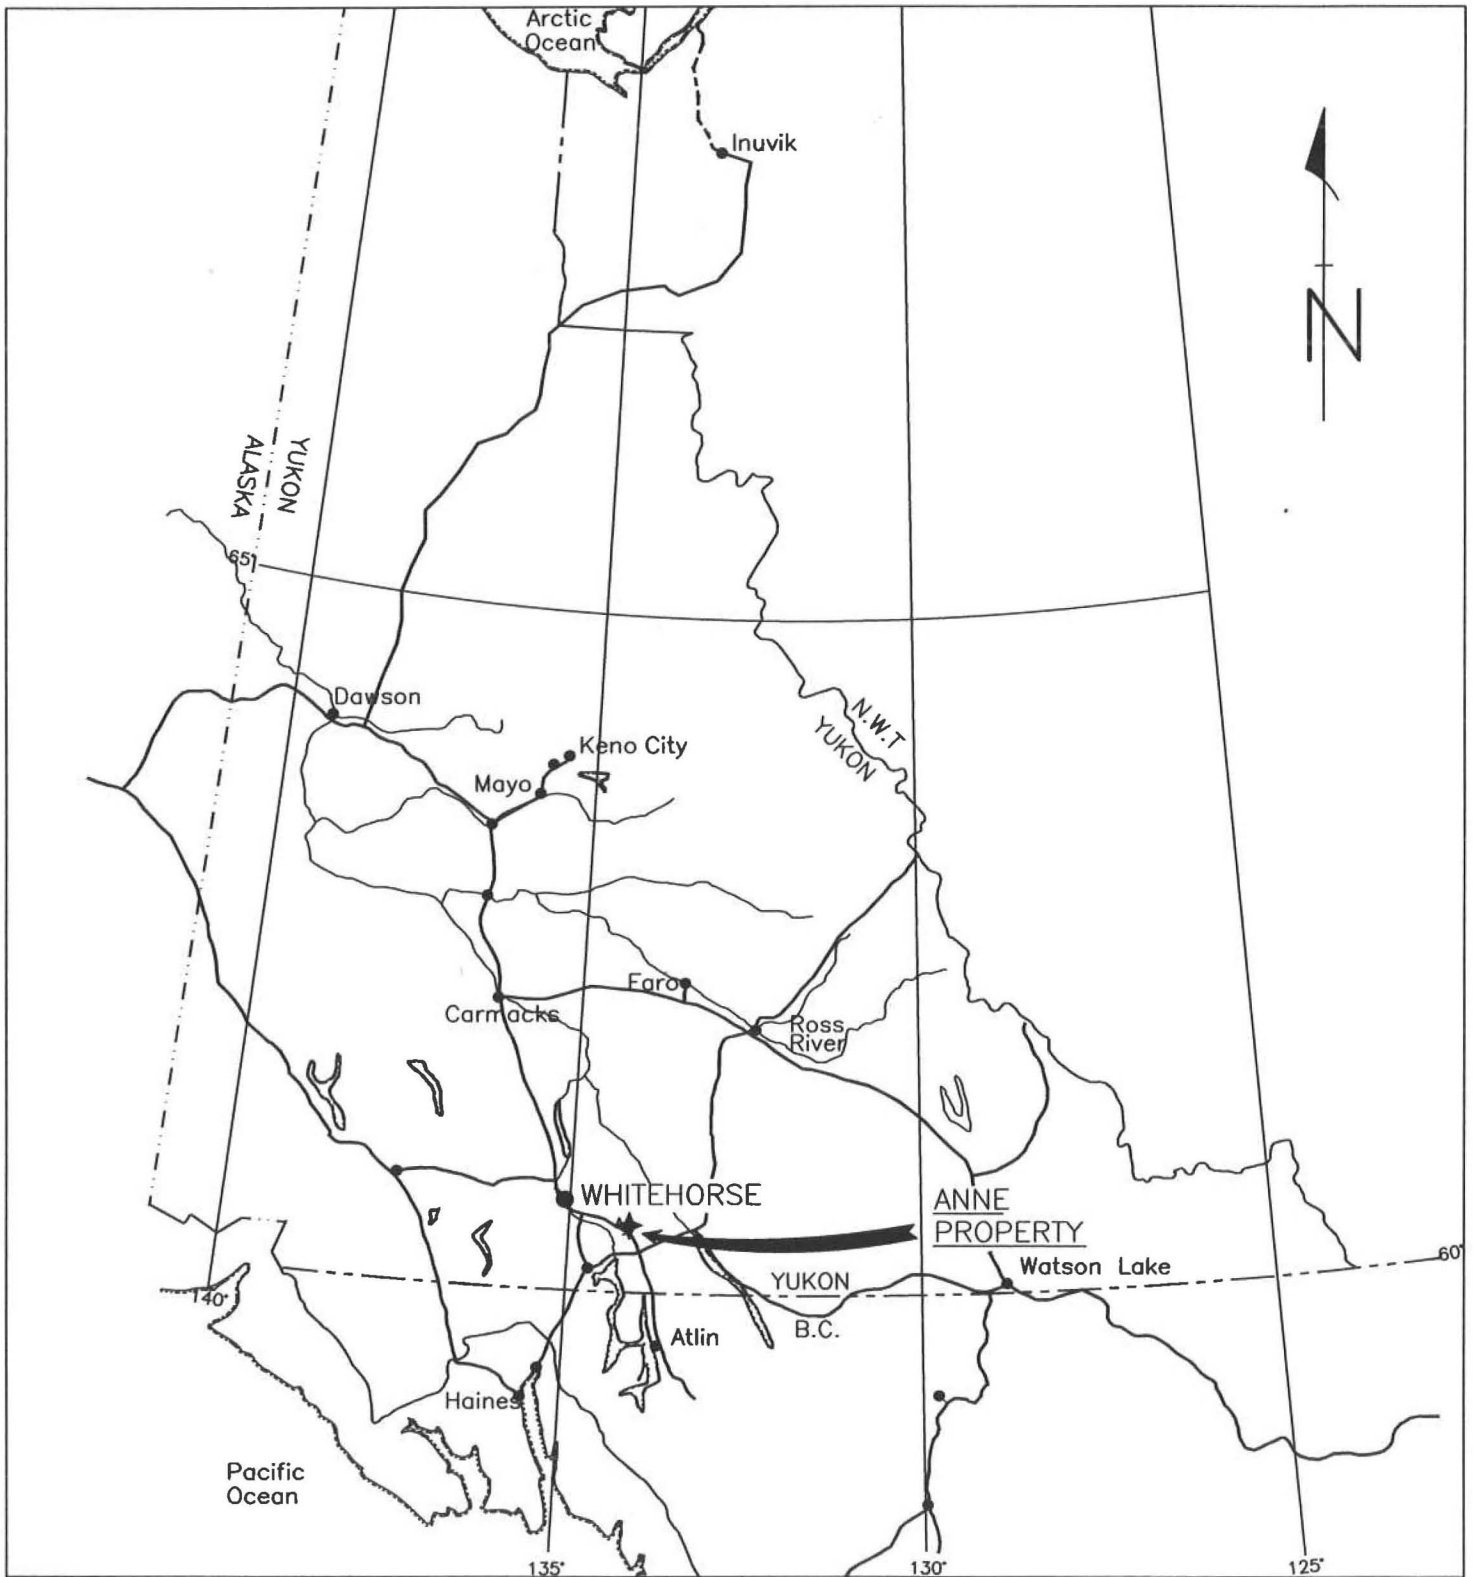 Arctic
Ocean
Inuvik
N
YUKON
ALASKA
65°
Dawson
N.W.T
YUKON
Keno City
Mayo
Faro
Carmacks
Ross
River
WHITEHORSE
ANNE
PROPERTY
60°
Watson Lake
YUKON
140°
B.C.
Atlin
Haines
Pacific
Ocean
135°
130°
125°